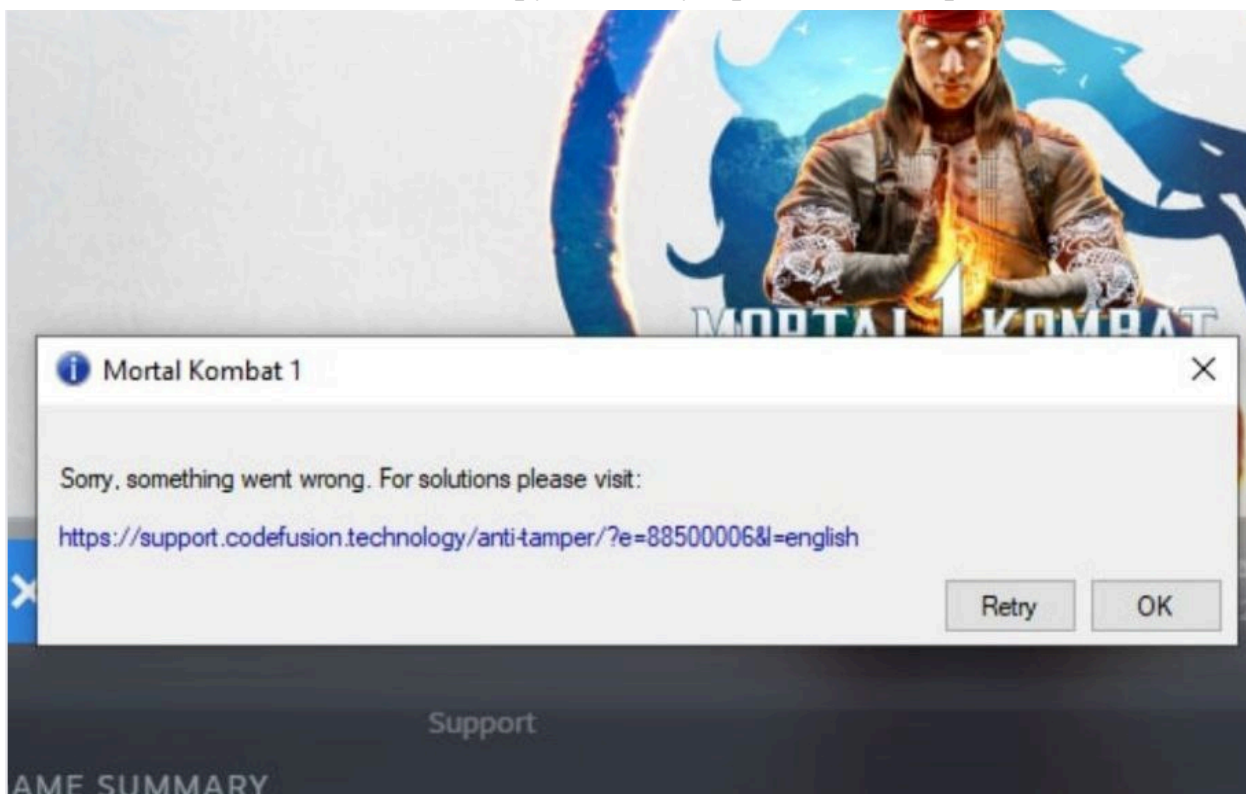 MORTAL 1 KOMBAT
Mortal Kombat 1
Sorry, something went wrong. For solutions please visit:
https://support.codefusion.technology/anti-tamper/?e=88500006&l=english
Retry
OK
Support
AME SUMMARY